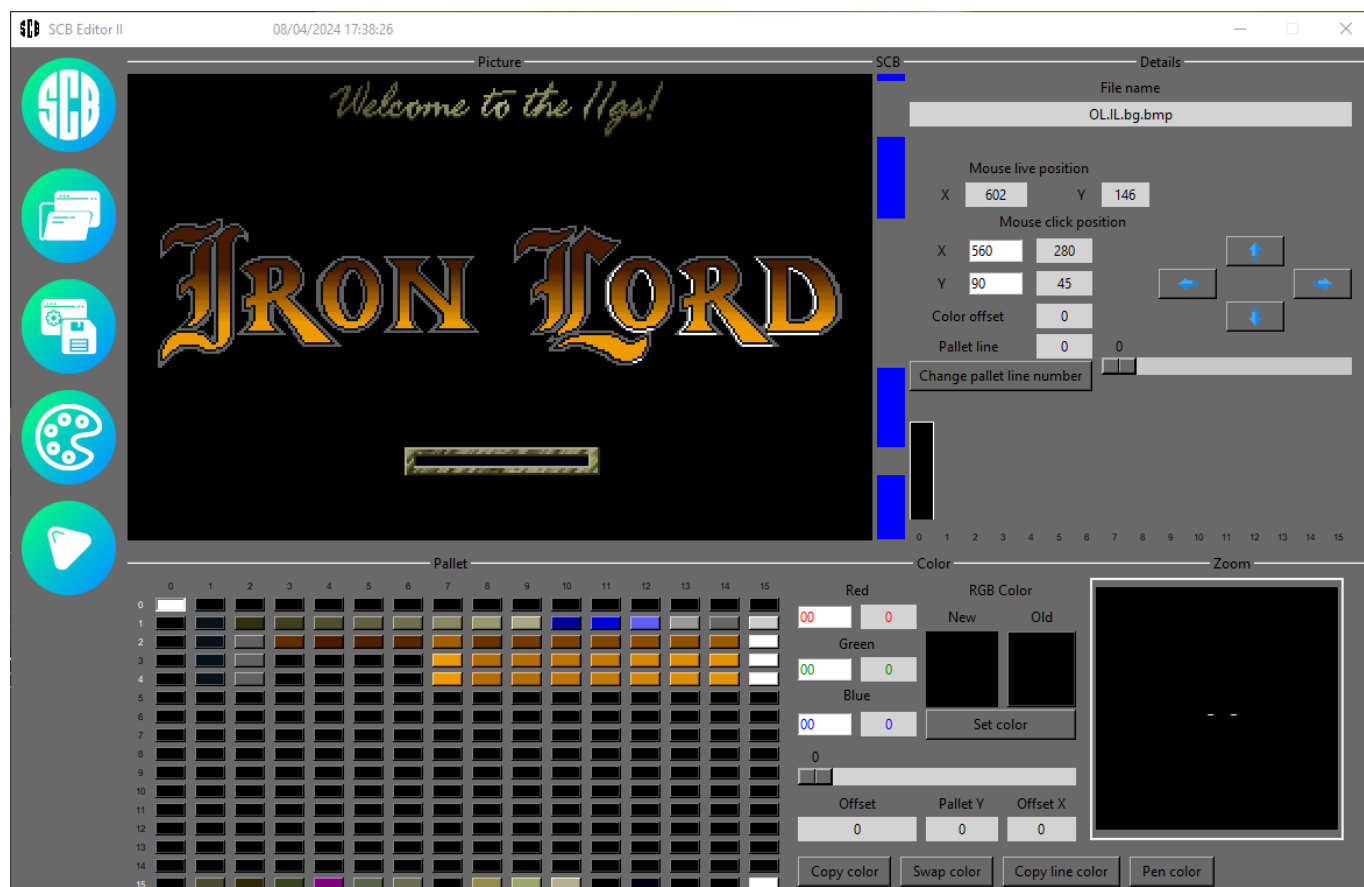 SCB SCB Editor II 08/04/2024 17:38:26
SCB
Picture
SCB
Details
Welcome to the IIgs!
IRON LORD
File name
OL.IL.bg.bmp
Mouse live position
X 602 Y 146
Mouse click position
X 560 280
Y 90 45
Color offset 0
Pallet line 0 0
Change pallet line number
0 1 2 3 4 5 6 7 8 9 10 11 12 13 14 15
Pallet
0 1 2 3 4 5 6 7 8 9 10 11 12 13 14 15
0
1
2
3
4
5
6
7
8
9
10
11
12
13
14
15
Color
Red RGB Color
00 0 New Old
Green
00 0
Blue
00 0 Set color
0
Offset Pallet Y Offset X
0 0 0
Copy color Swap color Copy line color Pen color
Zoom